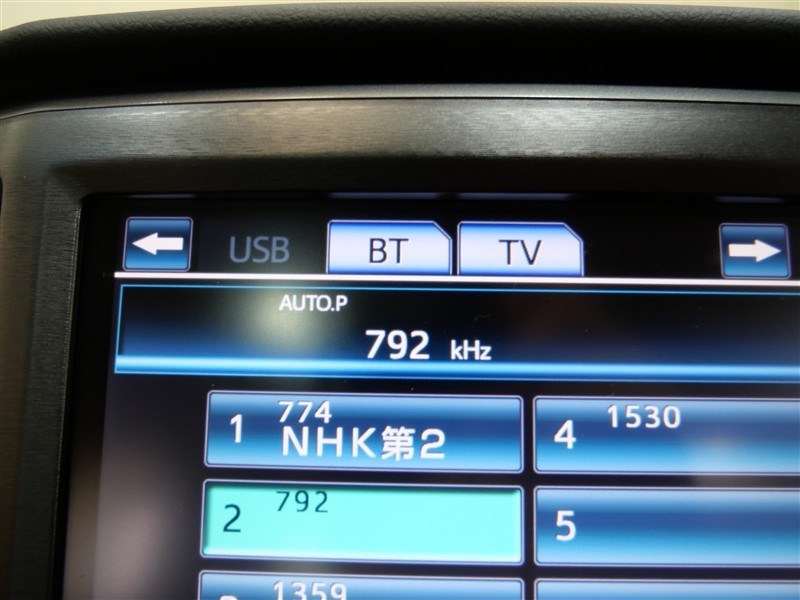 USB BT TV
AUTO.P
792 kHz
1 774 NHK第2
4 1530
2 792
5
1359